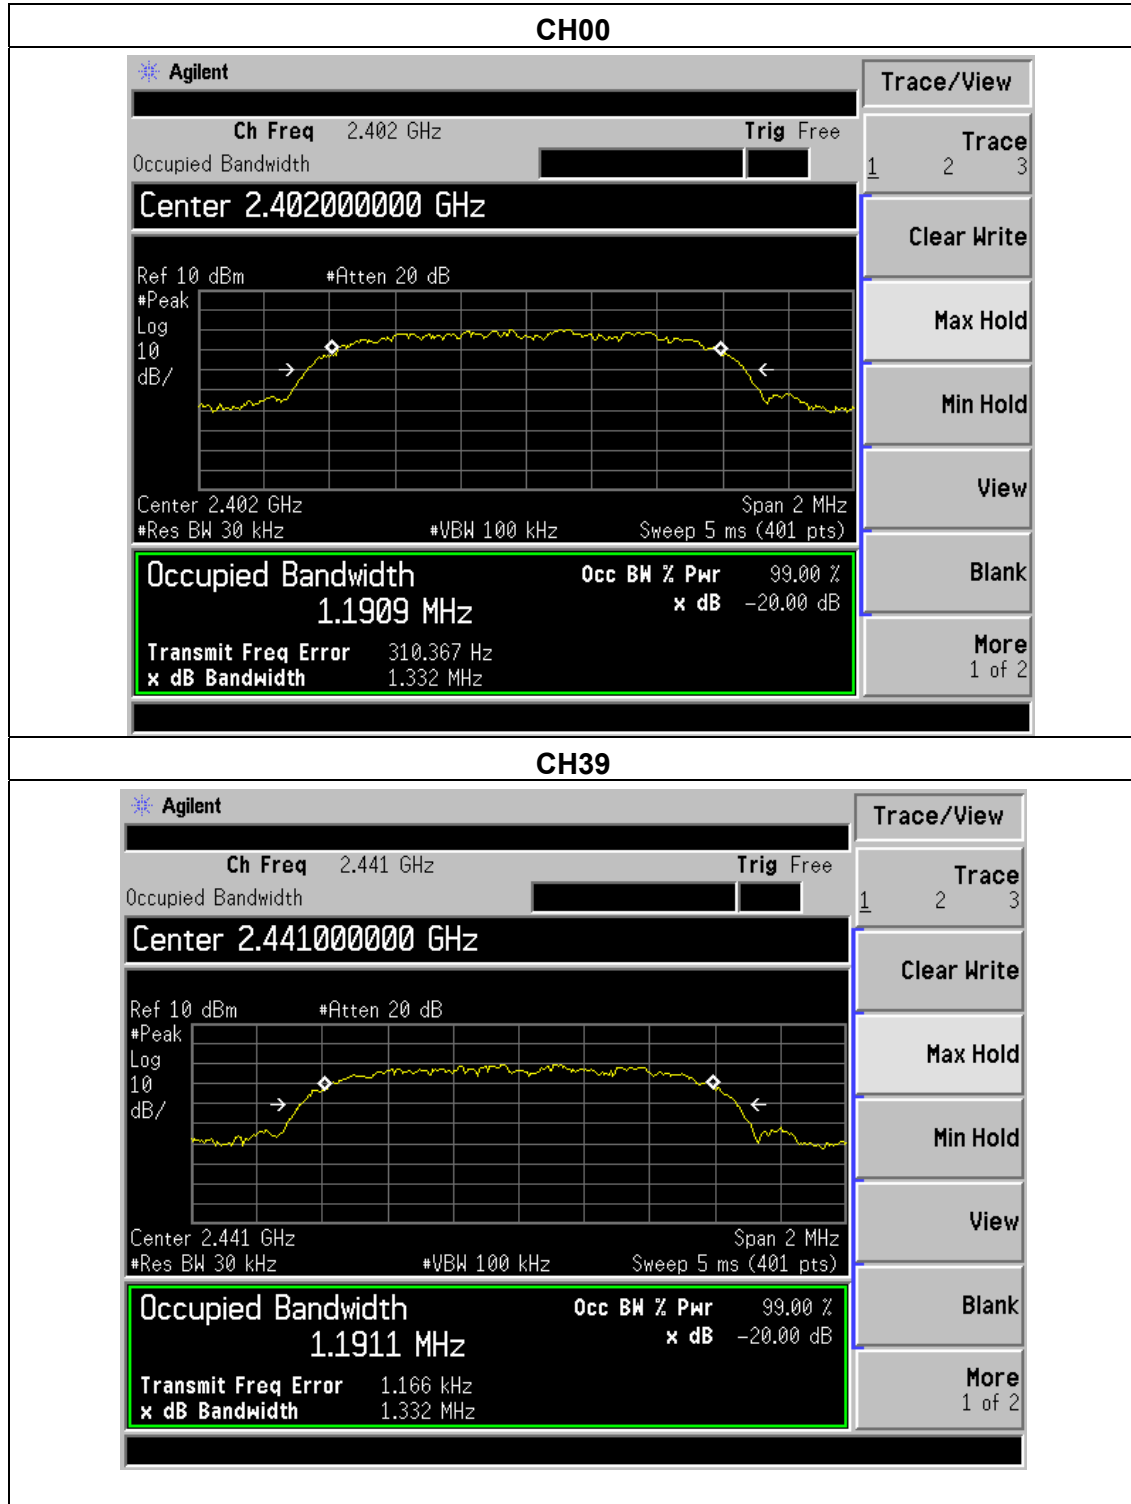 CH00
Agilent
Trace/View
Ch Freq 2.402 GHz Trig Free
Occupied Bandwidth
Trace
1 2 3
Center 2.402000000 GHz
Clear Write
Ref 10 dBm #Atten 20 dB
#Peak
Log
10
dB/
Max Hold
Min Hold
View
Center 2.402 GHz Span 2 MHz
#Res BW 30 kHz #VBW 100 kHz Sweep 5 ms (401 pts)
Occupied Bandwidth Occ BW % Pwr 99.00 %
1.1909 MHz x dB -20.00 dB
Blank
Transmit Freq Error 310.367 Hz
x dB Bandwidth 1.332 MHz
More
1 of 2
CH39
Agilent
Trace/View
Ch Freq 2.441 GHz Trig Free
Occupied Bandwidth
Trace
1 2 3
Center 2.441000000 GHz
Clear Write
Ref 10 dBm #Atten 20 dB
#Peak
Log
10
dB/
Max Hold
Min Hold
View
Center 2.441 GHz Span 2 MHz
#Res BW 30 kHz #VBW 100 kHz Sweep 5 ms (401 pts)
Occupied Bandwidth Occ BW % Pwr 99.00 %
1.1911 MHz x dB -20.00 dB
Blank
Transmit Freq Error 1.166 kHz
x dB Bandwidth 1.332 MHz
More
1 of 2